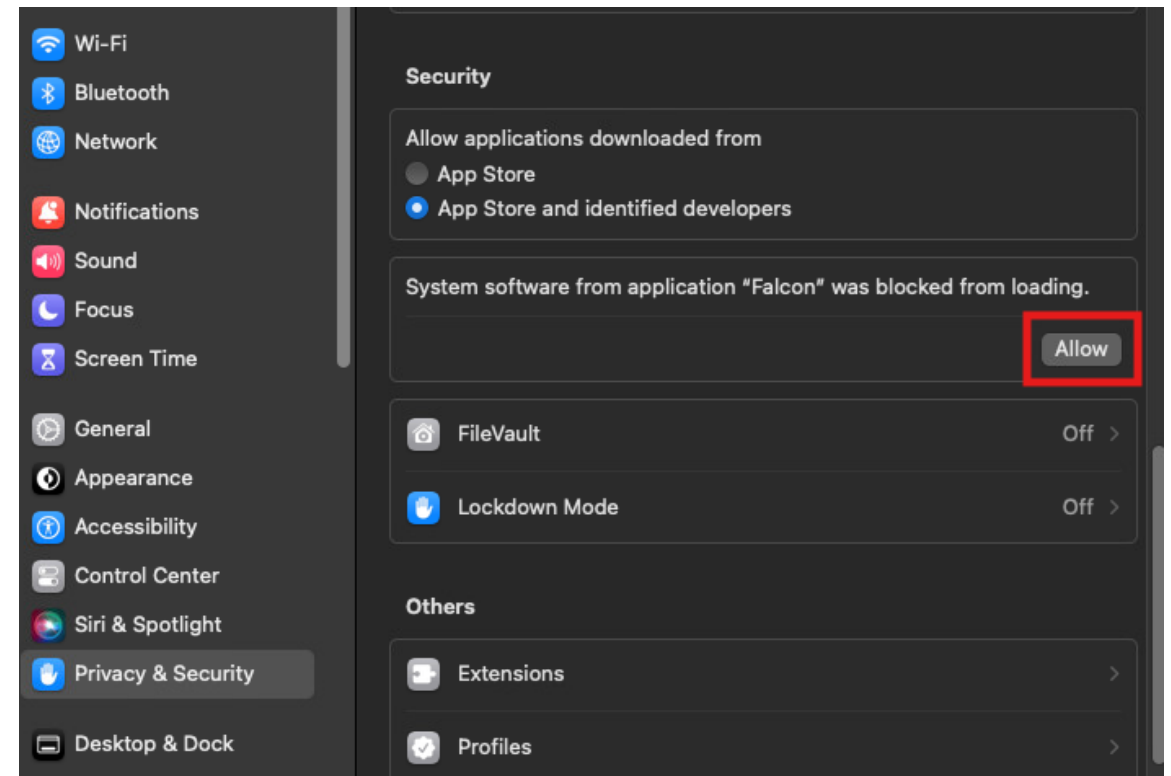 Wi-Fi
Bluetooth
Network
Notifications
Sound
Focus
Screen Time
General
Appearance
Accessibility
Control Center
Siri & Spotlight
Privacy & Security
Desktop & Dock
Security
Allow applications downloaded from
App Store
App Store and identified developers
System software from application “Falcon” was blocked from loading.
Allow
FileVault Off
Lockdown Mode Off
Others
Extensions
Profiles